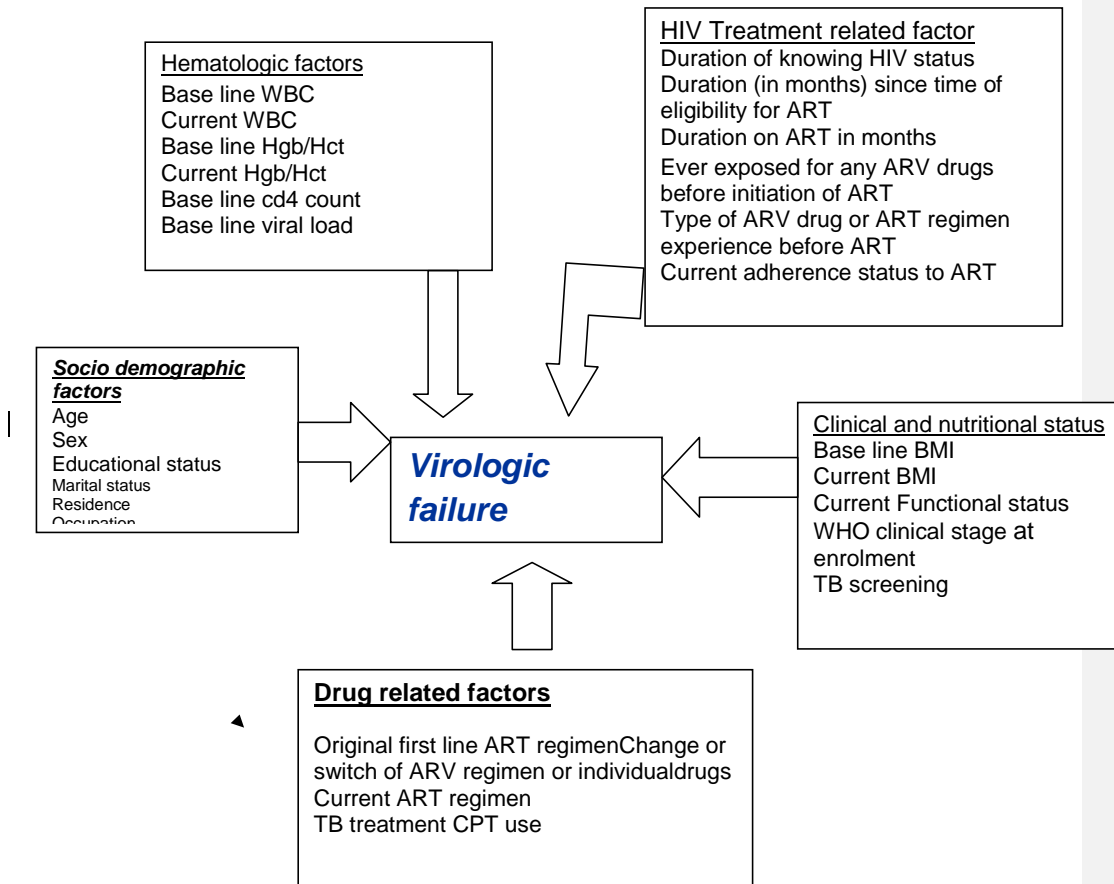 HIV Treatment related factor
Duration of knowing HIV status
Duration (in months) since time of
eligibility for ART
Duration on ART in months
Ever exposed for any ARV drugs
before initiation of ART
Type of ARV drug or ART regimen
experience before ART
Current adherence status to ART
Hematologic factors
Base line WBC
Current WBC
Base line Hgb/Hct
Current Hgb/Hct
Base line cd4 count
Base line viral load
Socio demographic
factors
Age
Sex
Educational status
Marital status
Residence
Occupation
Virologic
failure
Clinical and nutritional status
Base line BMI
Current BMI
Current Functional status
WHO clinical stage at
enrolment
TB screening
Drug related factors
Original first line ART regimenChange or
switch of ARV regimen or individualdrugs
Current ART regimen
TB treatment CPT use